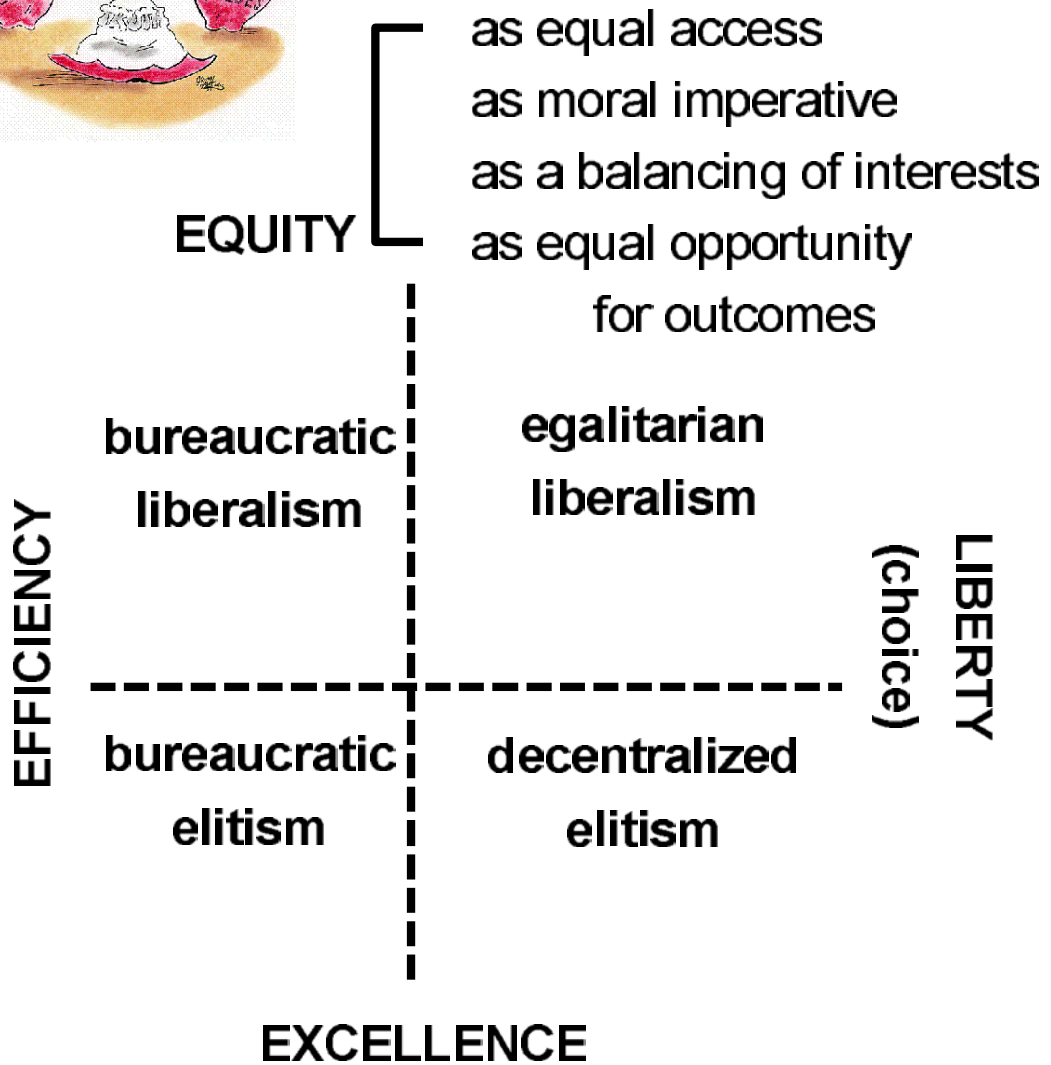 as equal access
as moral imperative
as a balancing of interests
EQUITY
as equal opportunity
for outcomes
bureaucratic
liberalism
egalitarian
liberalism
EFFICIENCY
LIBERTY
(choice)
bureaucratic
elitism
decentralized
elitism
EXCELLENCE